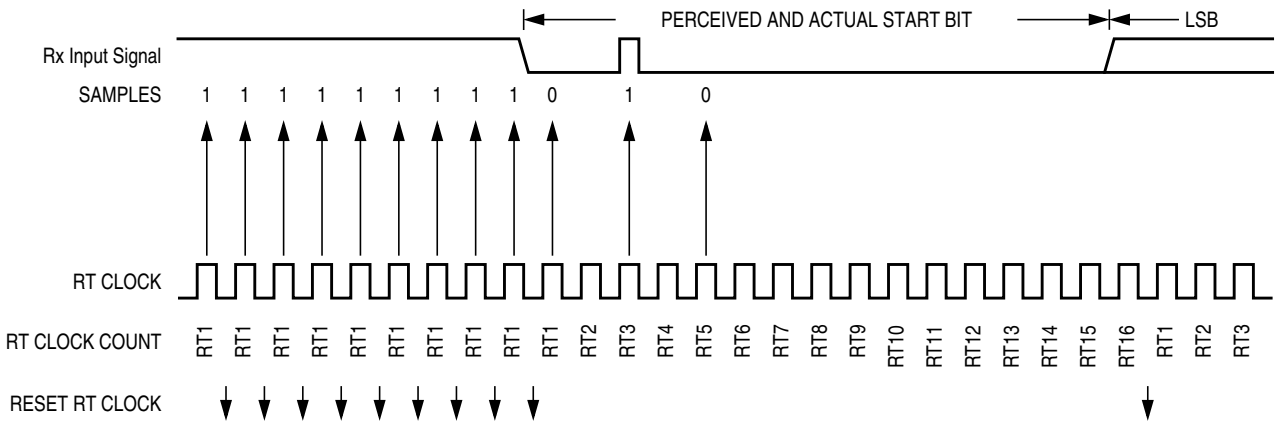 PERCEIVED AND ACTUAL START BIT LSB
Rx Input Signal
SAMPLES 1 1 1 1 1 1 1 1 1 0 1 0
RT CLOCK
RT CLOCK COUNT RT1 RT1 RT1 RT1 RT1 RT1 RT1 RT1 RT1 RT1 RT2 RT3 RT4 RT5 RT6 RT7 RT8 RT9 RT10 RT11 RT12 RT13 RT14 RT15 RT16 RT1 RT2 RT3
RESET RT CLOCK